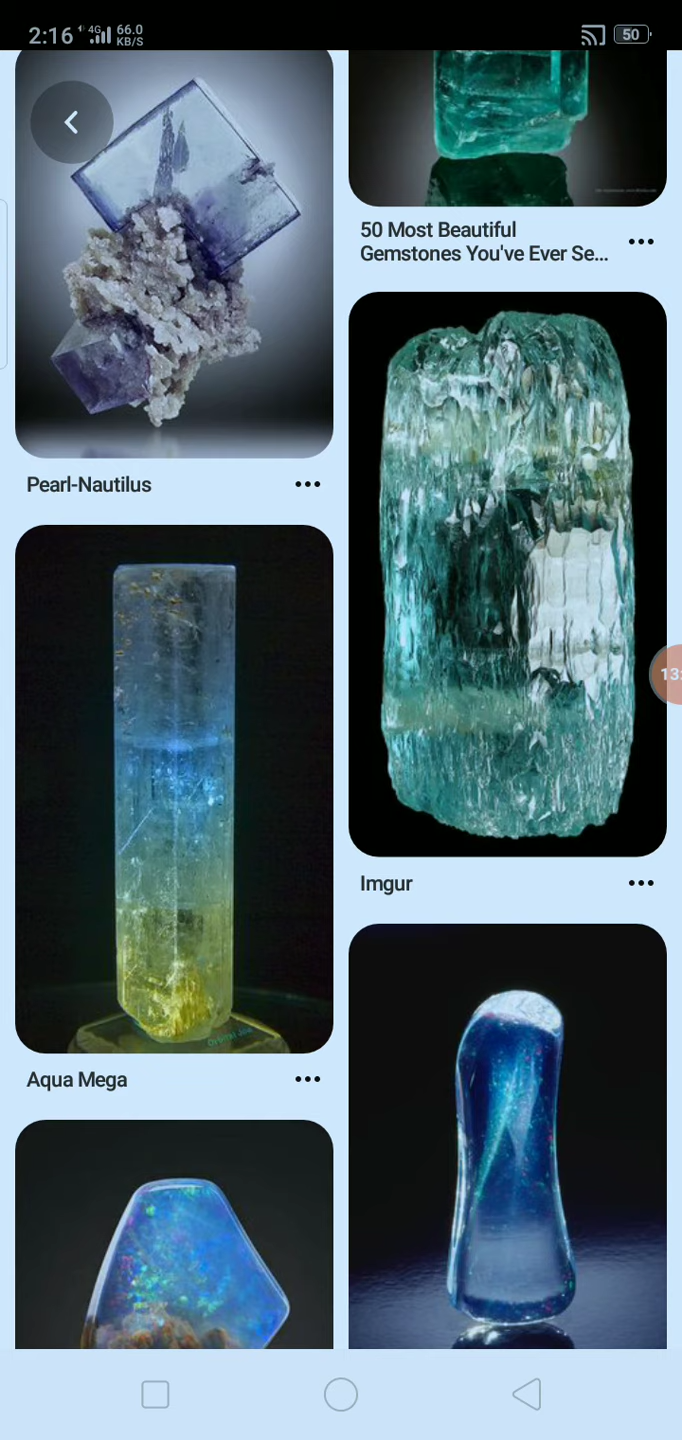 2:16 4G 66.0 KB/S 50
50 Most Beautiful
Gemstones You've Ever Se...
Pearl-Nautilus
Imgur
Aqua Mega